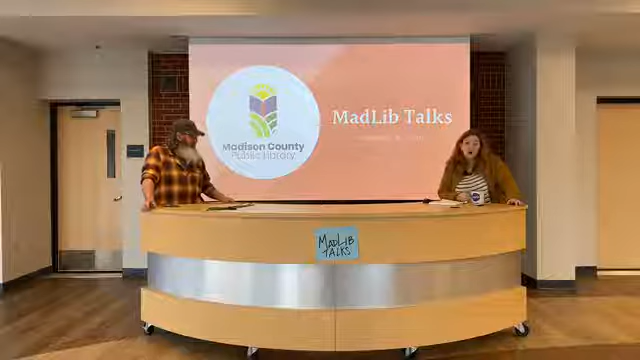 MadLib Talks
Madison County
Public Library
MADLIB
TALKS